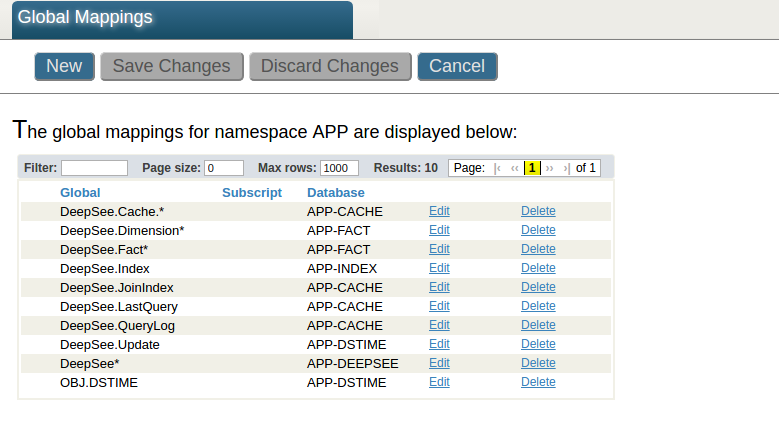 Global Mappings
New Save Changes Discard Changes Cancel
The global mappings for namespace APP are displayed below:
Filter: Page size: 0 Max rows: 1000 Results: 10 Page: |‹ ‹‹ 1 ›› ›| of 1
Global Subscript Database
DeepSee.Cache.* APP-CACHE Edit Delete
DeepSee.Dimension* APP-FACT Edit Delete
DeepSee.Fact* APP-FACT Edit Delete
DeepSee.Index APP-INDEX Edit Delete
DeepSee.JoinIndex APP-CACHE Edit Delete
DeepSee.LastQuery APP-CACHE Edit Delete
DeepSee.QueryLog APP-CACHE Edit Delete
DeepSee.Update APP-DSTIME Edit Delete
DeepSee* APP-DEEPSEE Edit Delete
OBJ.DSTIME APP-DSTIME Edit Delete